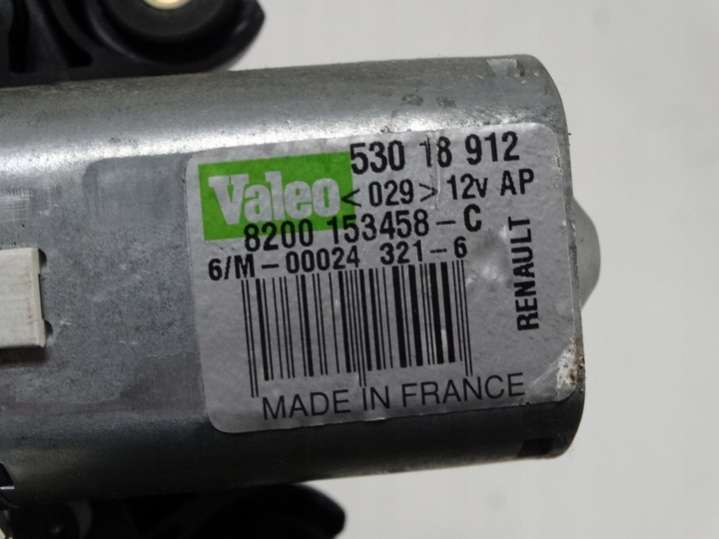 Valeo
530 18 912
<029> 12v AP
8200 153458-C
6/M-00024 321-6
RENAULT
MADE IN FRANCE